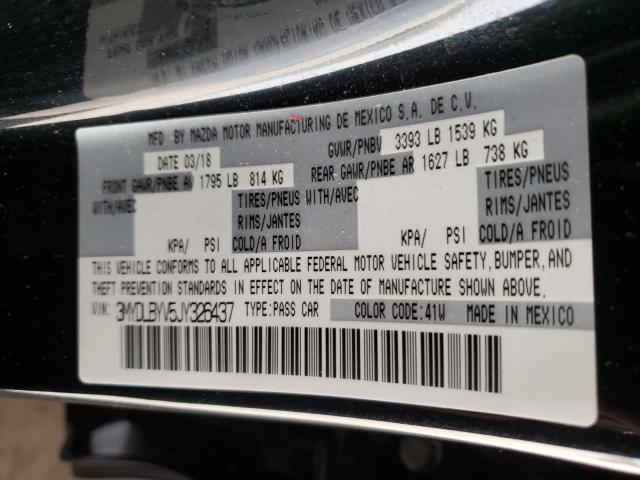 MFD BY MAZDA MOTOR MANUFACTURING DE MEXICO S.A. DE C.V.
DATE 03/18 GVWR/PNBV 3393 LB 1539 KG
FRONT GAWR/PNBE AV 1795 LB 814 KG REAR GAWR/PNBE AR 1627 LB 738 KG
WITH/AVEC TIRES/PNEUS WITH/AVEC TIRES/PNEUS
RIMS/JANTES RIMS/JANTES
KPA/ PSI COLD/A FROID KPA/ PSI COLD/A FROID
THIS VEHICLE CONFORMS TO ALL APPLICABLE FEDERAL MOTOR VEHICLE SAFETY, BUMPER, AND
THEFT PREVENTION STANDARDS IN EFFECT ON THE DATE OF MANUFACTURE SHOWN ABOVE.
VIN: 3MYDLBYV5JY326437 TYPE:PASS CAR COLOR CODE:41W MADE IN MEXICO